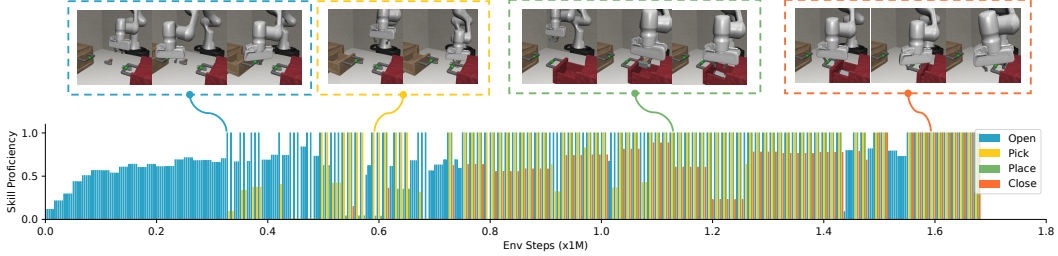 1.0
0.5
0.0
Skill Proficiency
0.0 0.2 0.4 0.6 0.8 1.0 1.2 1.4 1.6 1.8
Env Steps (x1M)
Open
Pick
Place
Close